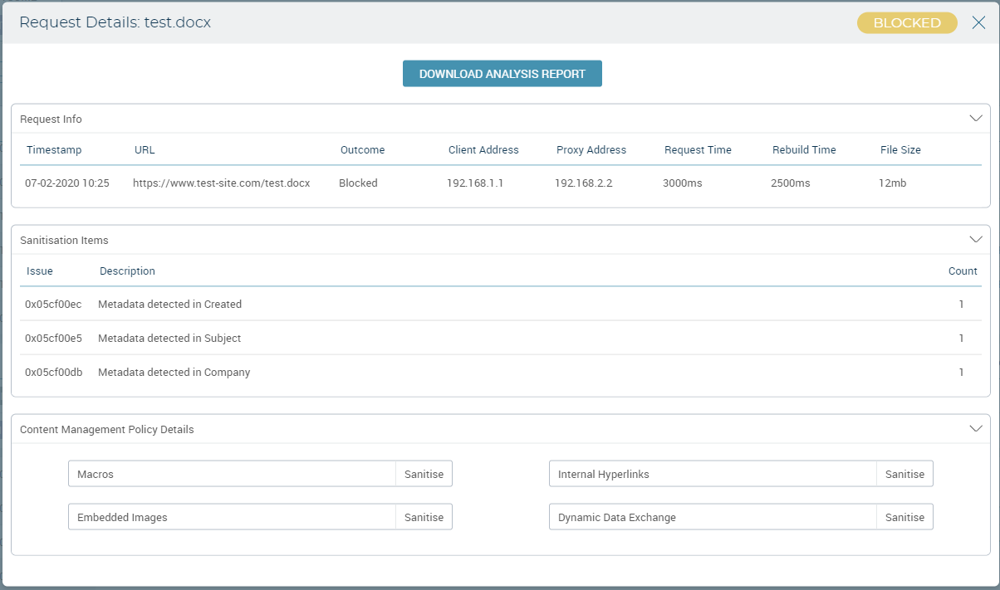 Request Details: test.docx BLOCKED
DOWNLOAD ANALYSIS REPORT
Request Info
Timestamp URL Outcome Client Address Proxy Address Request Time Rebuild Time File Size
07-02-2020 10:25 https://www.test-site.com/test.docx Blocked 192.168.1.1 192.168.2.2 3000ms 2500ms 12mb
Sanitisation Items
Issue Description Count
0x05cf00ec Metadata detected in Created 1
0x05cf00e5 Metadata detected in Subject 1
0x05cf00db Metadata detected in Company 1
Content Management Policy Details
Macros Sanitise Internal Hyperlinks Sanitise
Embedded Images Sanitise Dynamic Data Exchange Sanitise